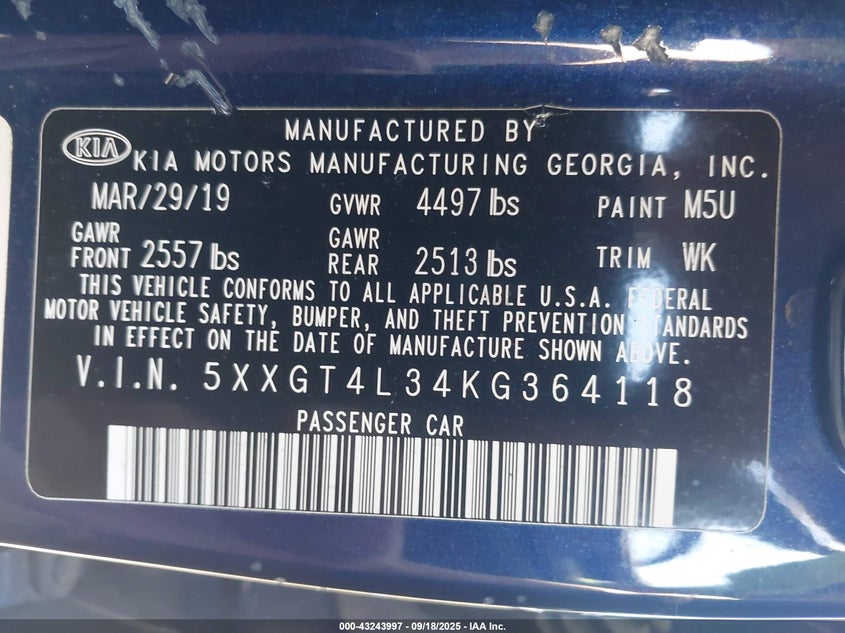 MANUFACTURED BY
KIA
KIA MOTORS MANUFACTURING GEORGIA, INC.
MAR/29/19 GVWR 4497 lbs PAINT M5U
GAWR FRONT 2557 lbs GAWR REAR 2513 lbs TRIM WK
THIS VEHICLE CONFORMS TO ALL APPLICABLE U.S.A. FEDERAL
MOTOR VEHICLE SAFETY, BUMPER, AND THEFT PREVENTION STANDARDS
IN EFFECT ON THE DATE OF MANUFACTURE SHOWN ABOVE.
V.I.N. 5XXGT4L34KG364118
PASSENGER CAR
000-43243997 - 09/18/2025 - IAA Inc.